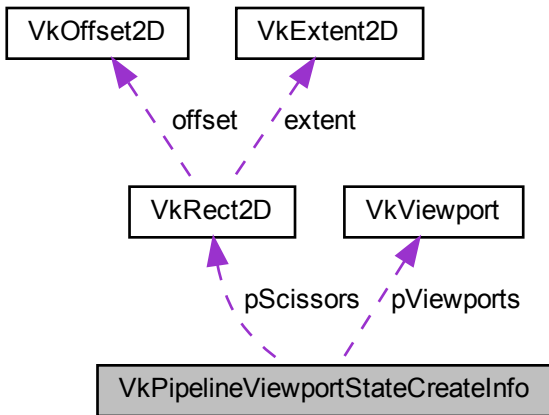 VkOffset2D
VkExtent2D
offset
extent
VkRect2D
VkViewport
pScissors
pViewports
VkPipelineViewportStateCreateInfo